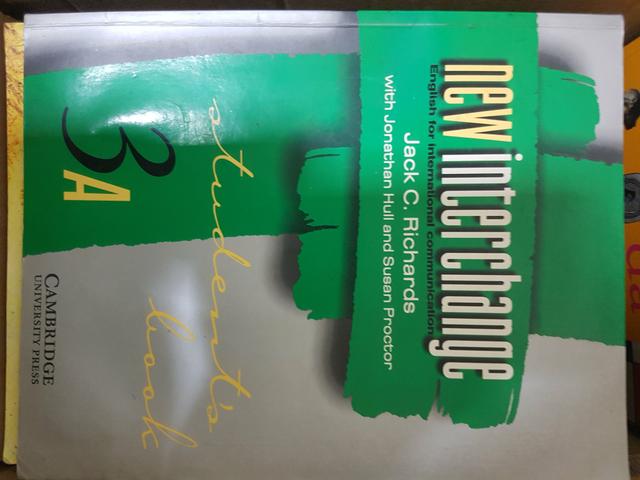 new interchange
English for international communication
Jack C. Richards
with Jonathan Hull and Susan Proctor
student's book
3A
CAMBRIDGE
UNIVERSITY PRESS